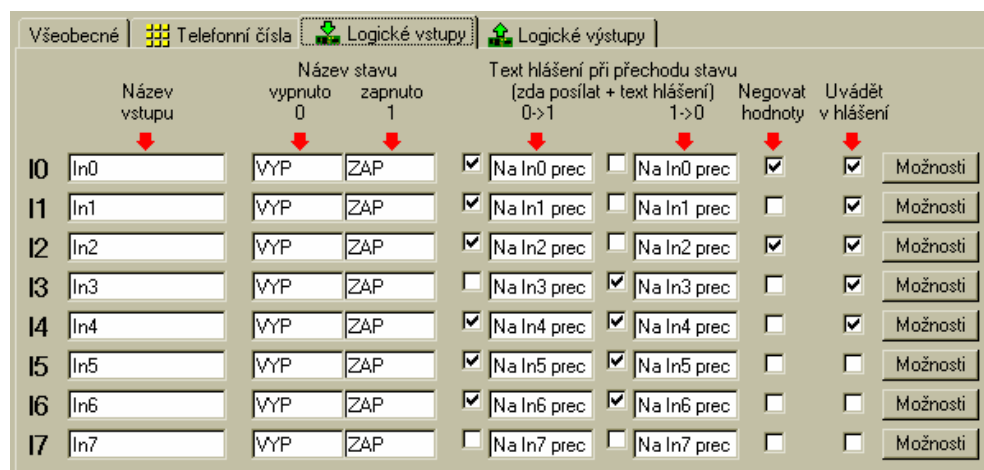 Všeobecné Telefonní čísla Logické vstupy Logické výstupy
Název stavu Text hlášení při přechodu stavu
Název vypnuto zapnuto (zda posílat + text hlášení) Negovat Uvádět
vstupu 0 1 0->1 1->0 hodnoty v hlášení
I0 In0 VYP ZAP Na In0 prec Na In0 prec Možnosti
I1 In1 VYP ZAP Na In1 prec Na In1 prec Možnosti
I2 In2 VYP ZAP Na In2 prec Na In2 prec Možnosti
I3 In3 VYP ZAP Na In3 prec Na In3 prec Možnosti
I4 In4 VYP ZAP Na In4 prec Na In4 prec Možnosti
I5 In5 VYP ZAP Na In5 prec Na In5 prec Možnosti
I6 In6 VYP ZAP Na In6 prec Na In6 prec Možnosti
I7 In7 VYP ZAP Na In7 prec Na In7 prec Možnosti